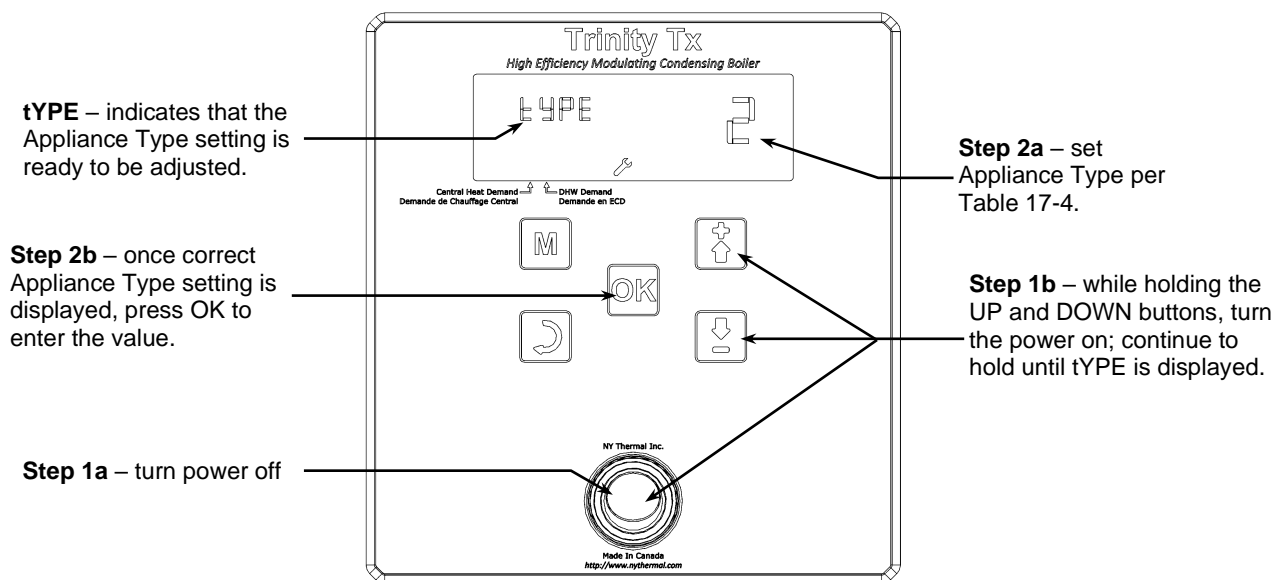 Trinity Tx
High Efficiency Modulating Condensing Boiler
tYPE 2
tYPE – indicates that the
Appliance Type setting is
ready to be adjusted.
Step 2a – set
Appliance Type per
Table 17-4.
Central Heat Demand
Demande de Chauffage Central
DHW Demand
Demande en ECD
M
OK
Step 2b – once correct
Appliance Type setting is
displayed, press OK to
enter the value.
Step 1b – while holding the
UP and DOWN buttons, turn
the power on; continue to
hold until tYPE is displayed.
Step 1a – turn power off
NY Thermal Inc.
Made In Canada
http://www.nythermal.com